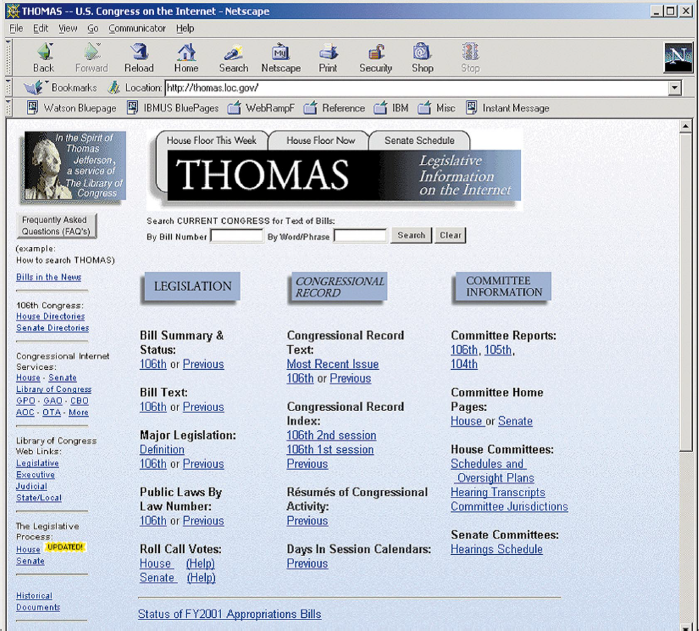 THOMAS -- U.S. Congress on the Internet - Netscape
File Edit View Go Communicator Help
Back Forward Reload Home Search Netscape Print Security Shop Stop
My
N
Bookmarks Location: http://thomas.loc.gov/
Watson Bluepage IBMUS BluePages WebRampF Reference IBM Misc Instant Message
In the Spirit of
Thomas
Jefferson,
a service of
The Library of
Congress
House Floor This Week House Floor Now Senate Schedule
THOMAS
Legislative
Information
on the Internet
Search CURRENT CONGRESS for Text of Bills:
By Bill Number By Word/Phrase Search Clear
Frequently Asked
Questions (FAQ's)
(example:
How to search THOMAS)
Bills in the News
106th Congress:
House Directories
Senate Directories
Congressional Internet
Services:
House - Senate
Library of Congress
GPO - GAO - CBO
AOC - OTA - More
Library of Congress
Web Links:
Legislative
Executive
Judicial
State/Local
The Legislative
Process:
House UPDATED!
Senate
Historical
Documents
LEGISLATION
Bill Summary &
Status:
106th or Previous
Bill Text:
106th or Previous
Major Legislation:
Definition
106th or Previous
Public Laws By
Law Number:
106th or Previous
Roll Call Votes:
House (Help)
Senate (Help)
CONGRESSIONAL
RECORD
Congressional Record
Text:
Most Recent Issue
106th or Previous
Congressional Record
Index:
106th 2nd session
106th 1st session
Previous
Résumés of Congressional
Activity:
Previous
Days In Session Calendars:
Previous
COMMITTEE
INFORMATION
Committee Reports:
106th, 105th,
104th
Committee Home
Pages:
House or Senate
House Committees:
Schedules and
Oversight Plans
Hearing Transcripts
Committee Jurisdictions
Senate Committees:
Hearings Schedule
Status of FY2001 Appropriations Bills